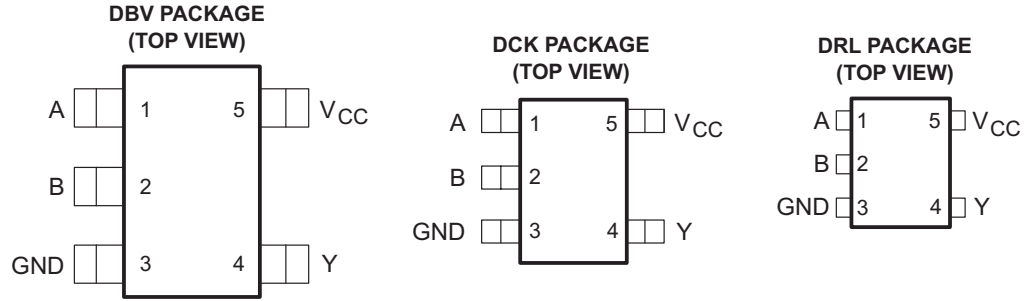 DBV PACKAGE
(TOP VIEW)
A 1 5 VCC
B 2
GND 3 4 Y
DCK PACKAGE
(TOP VIEW)
A 1 5 VCC
B 2
GND 3 4 Y
DRL PACKAGE
(TOP VIEW)
A 1 5 VCC
B 2
GND 3 4 Y